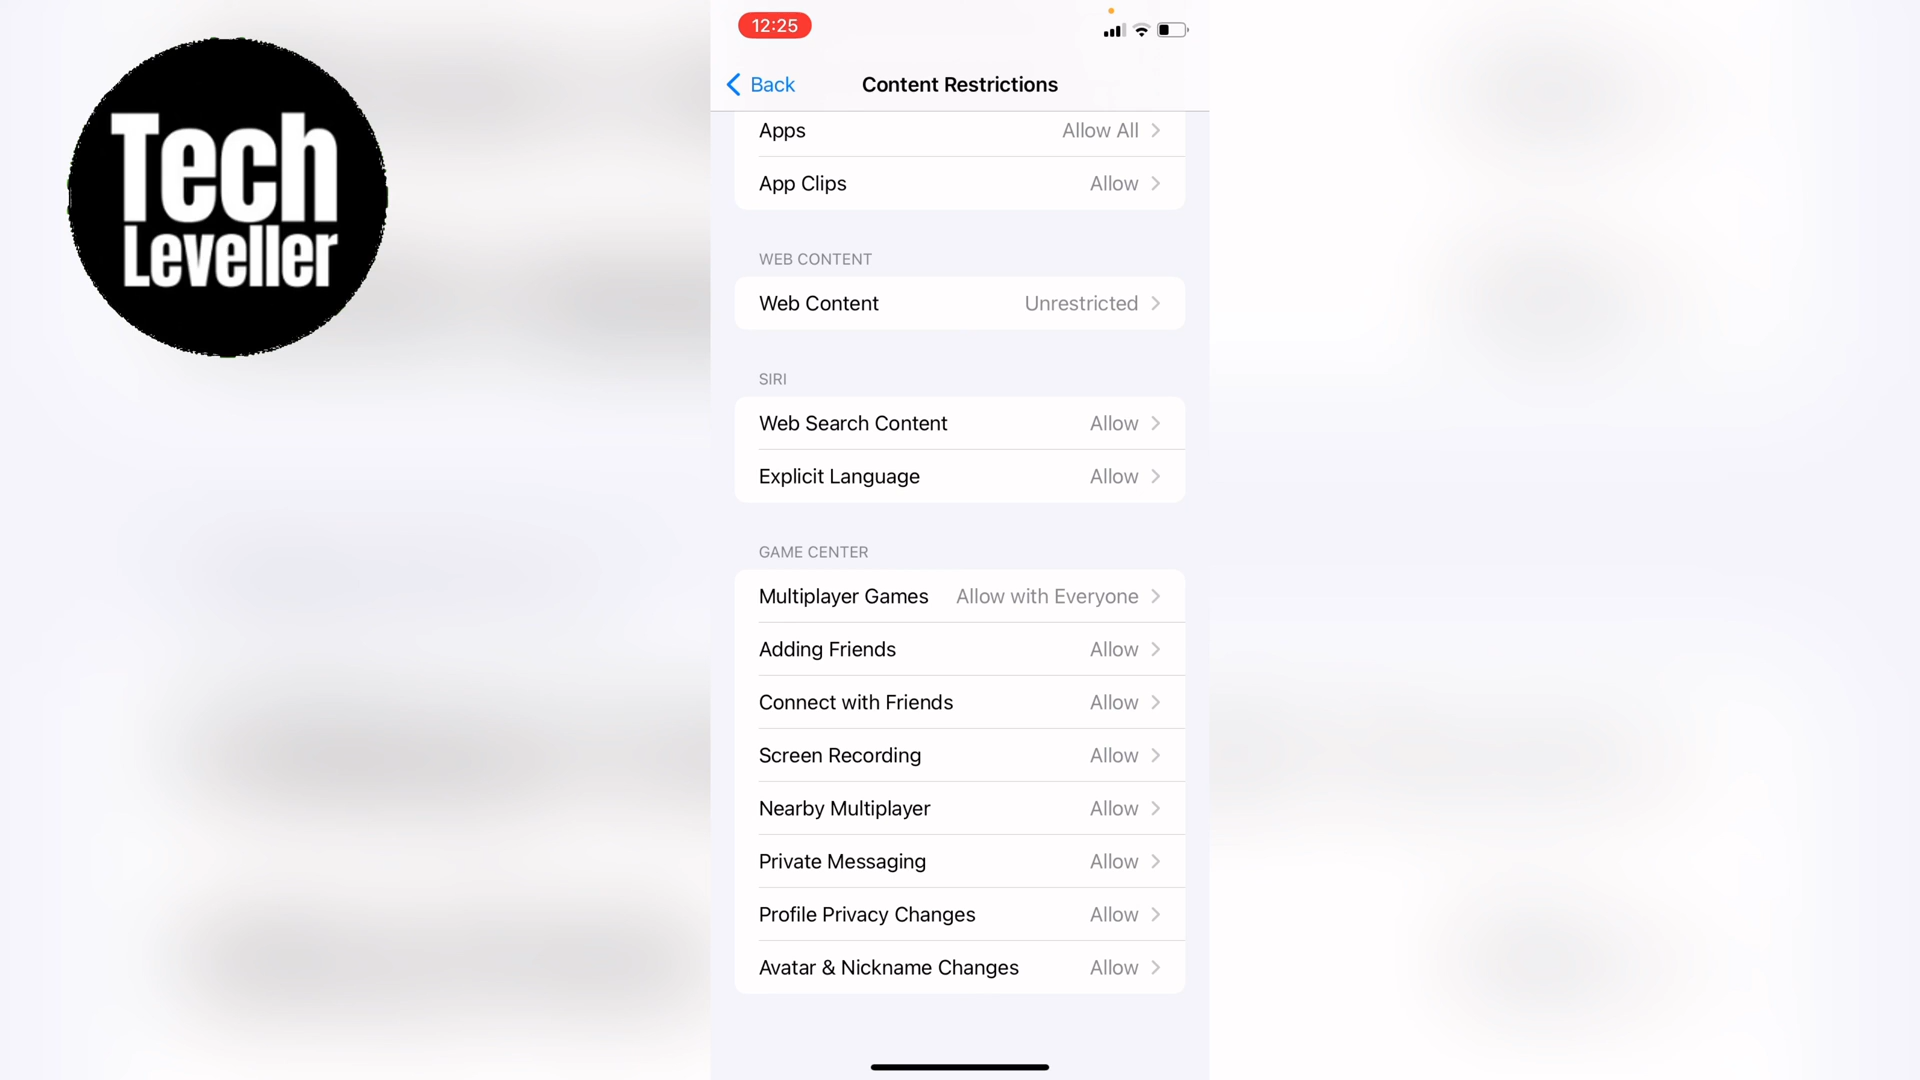 Tech
Leveller
12:25
Back
Content Restrictions
Apps Allow All
App Clips Allow
WEB CONTENT
Web Content Unrestricted
SIRI
Web Search Content Allow
Explicit Language Allow
GAME CENTER
Multiplayer Games Allow with Everyone
Adding Friends Allow
Connect with Friends Allow
Screen Recording Allow
Nearby Multiplayer Allow
Private Messaging Allow
Profile Privacy Changes Allow
Avatar & Nickname Changes Allow